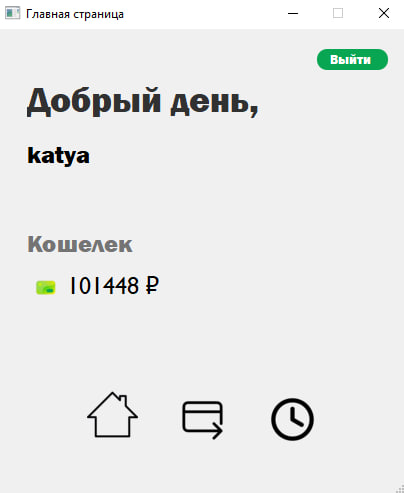 Главная страница
Выйти
Добрый день,
katya
Кошелек
101448 ₽